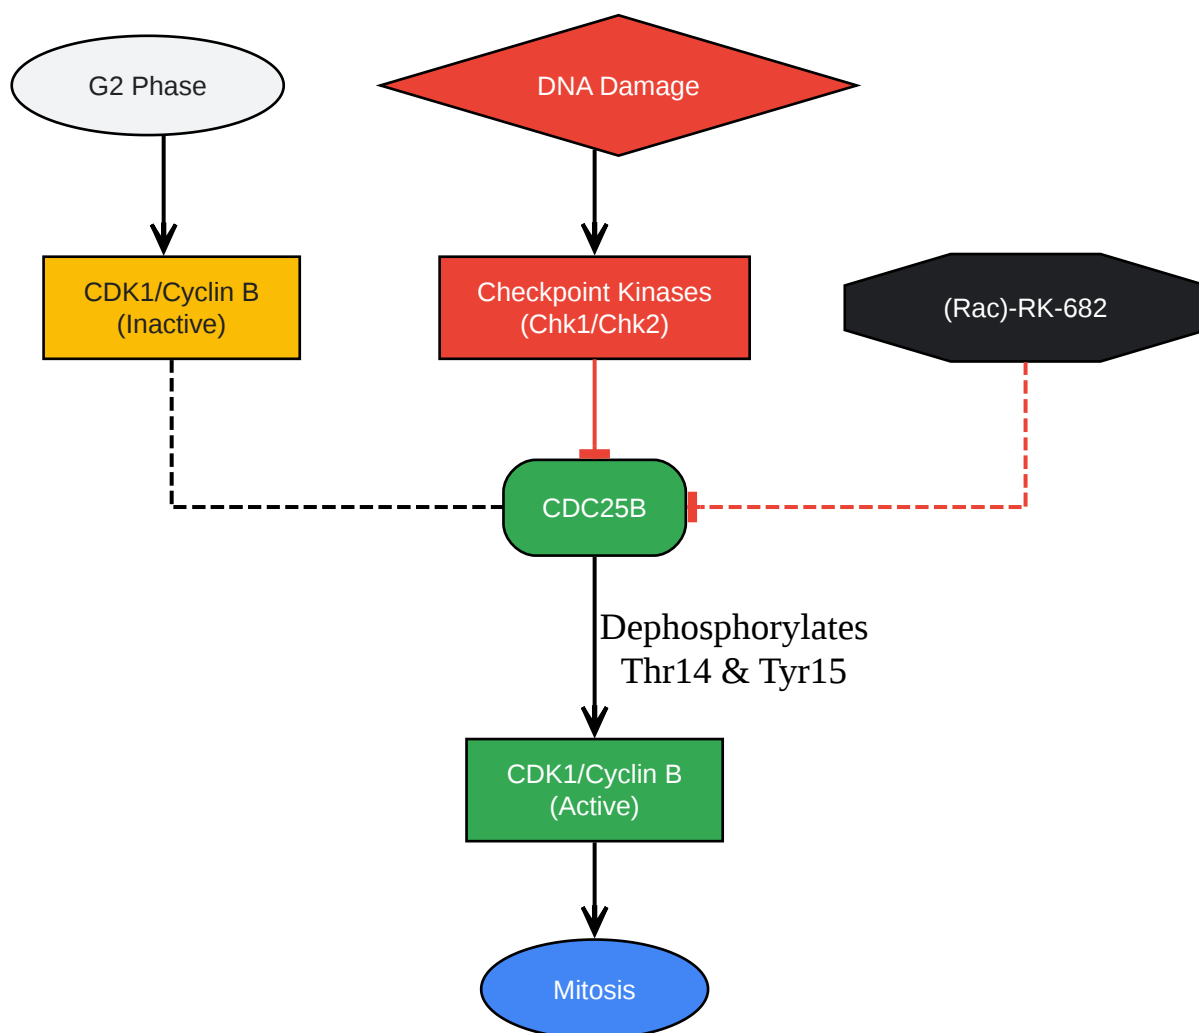 G2 Phase
DNA Damage
CDK1/Cyclin B
(Inactive)
Checkpoint Kinases
(Chk1/Chk2)
(Rac)-RK-682
CDC25B
Dephosphorylates
Thr14 & Tyr15
CDK1/Cyclin B
(Active)
Mitosis